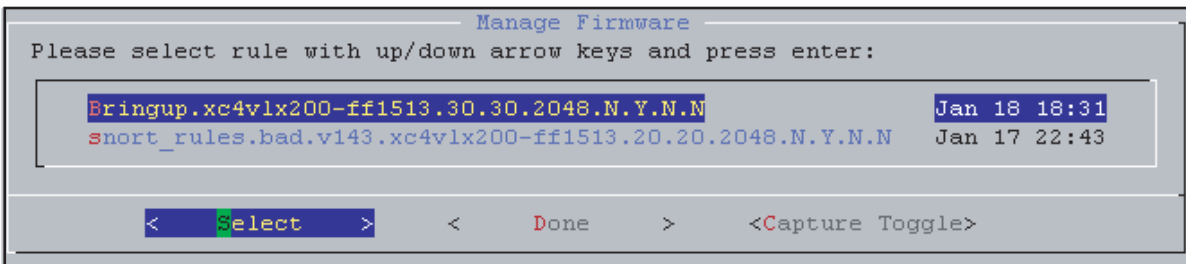 Manage Firmware
Please select rule with up/down arrow keys and press enter:
Bringup.xc4vlx200-ff1513.30.30.2048.N.Y.N.N Jan 18 18:31
snort_rules.bad.v143.xc4vlx200-ff1513.20.20.2048.N.Y.N.N Jan 17 22:43
< Select > < Done > <Capture Toggle>